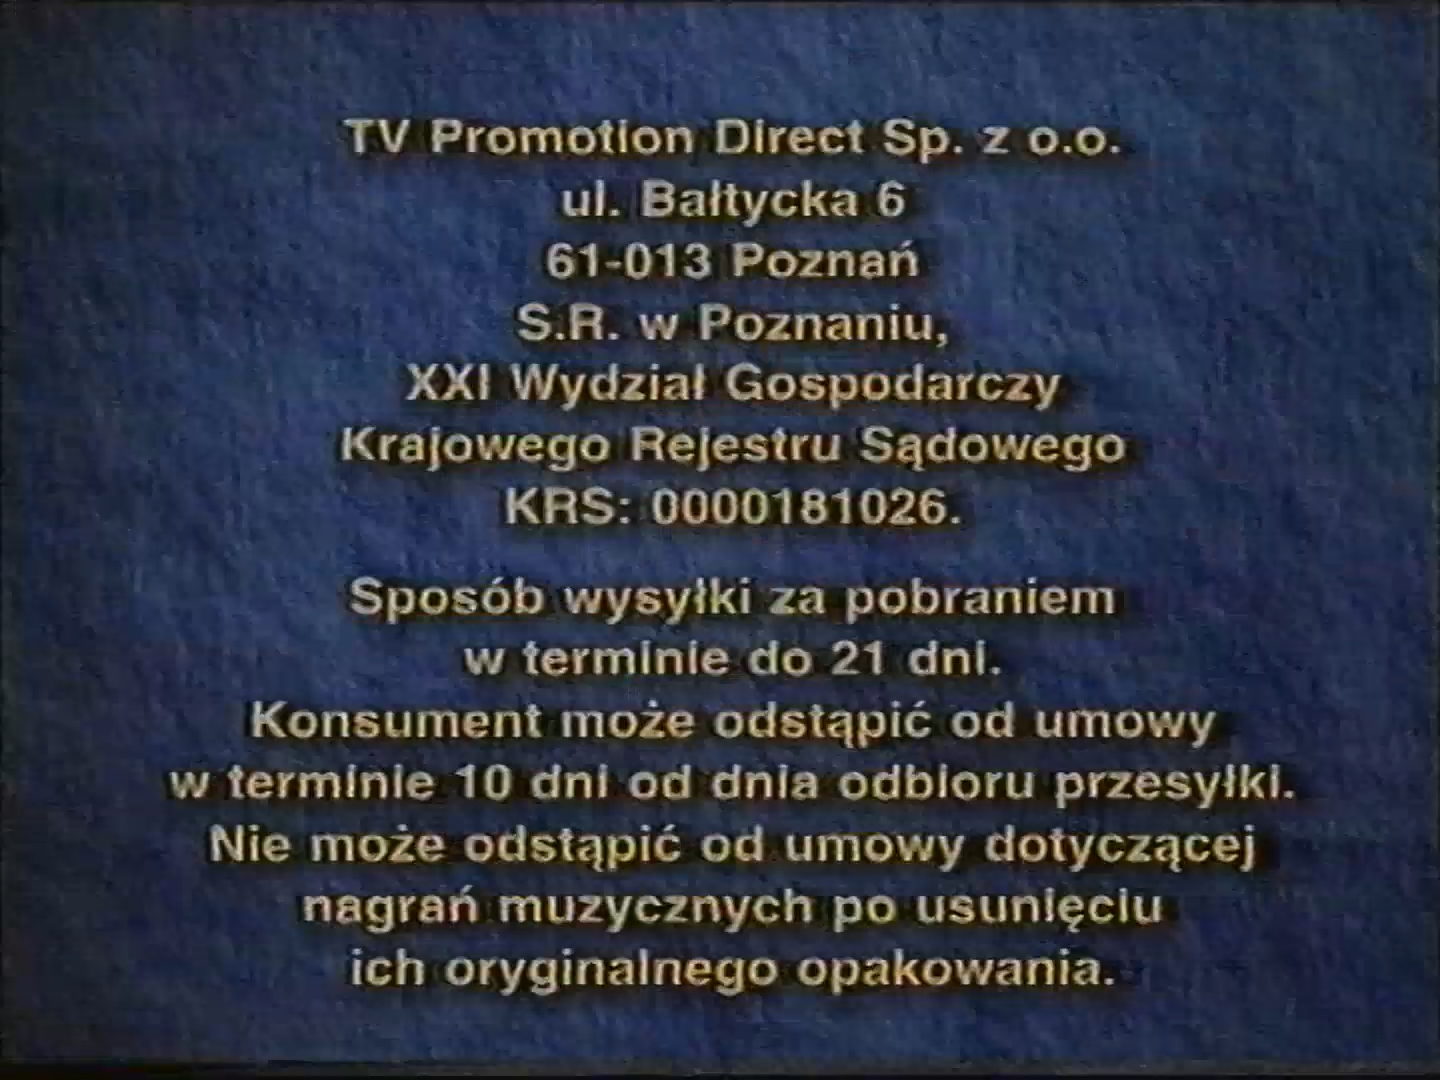 TV Promotion Direct Sp. z o.o.
ul. Bałtycka 6
61-013 Poznań
S.R. w Poznaniu,
XXI Wydział Gospodarczy
Krajowego Rejestru Sądowego
KRS: 0000181026.
Sposób wysyłki za pobraniem
w terminie do 21 dni.
Konsument może odstąpić od umowy
w terminie 10 dni od dnia odbioru przesyłki.
Nie może odstąpić od umowy dotyczącej
nagrań muzycznych po usunięciu
ich oryginalnego opakowania.